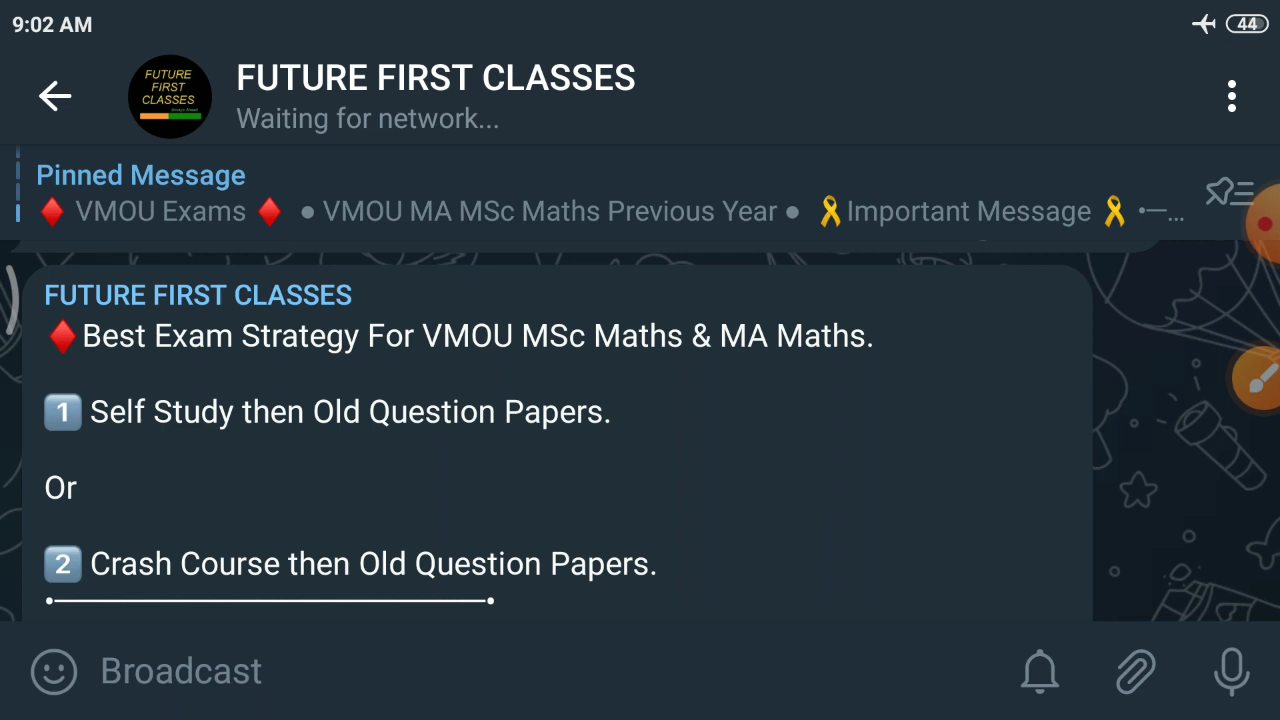 9:02 AM
44
FUTURE
FIRST
CLASSES
FUTURE FIRST CLASSES
Waiting for network...
Pinned Message
♦️ VMOU Exams ♦️ ● VMOU MA MSc Maths Previous Year ● 🎗Important Message 🎗 •—...
FUTURE FIRST CLASSES
♦️Best Exam Strategy For VMOU MSc Maths & MA Maths.
1️⃣ Self Study then Old Question Papers.
Or
2️⃣ Crash Course then Old Question Papers.
Broadcast